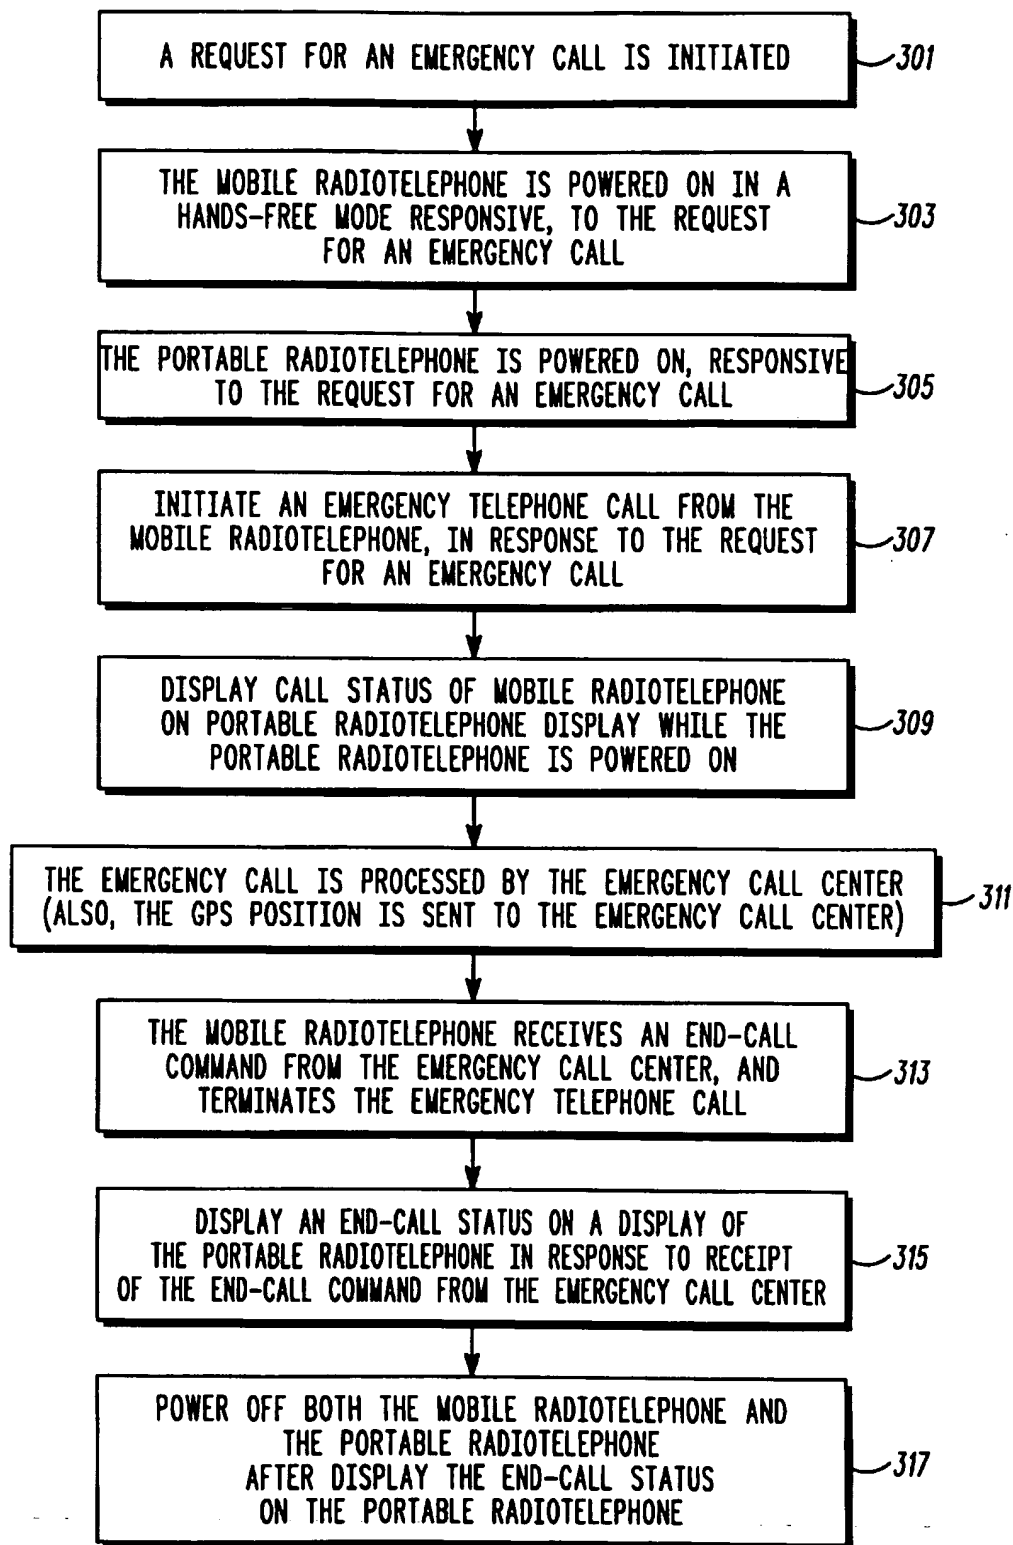 A REQUEST FOR AN EMERGENCY CALL IS INITIATED
301
THE MOBILE RADIOTELEPHONE IS POWERED ON IN A
HANDS-FREE MODE RESPONSIVE, TO THE REQUEST
FOR AN EMERGENCY CALL
303
THE PORTABLE RADIOTELEPHONE IS POWERED ON, RESPONSIVE
TO THE REQUEST FOR AN EMERGENCY CALL
305
INITIATE AN EMERGENCY TELEPHONE CALL FROM THE
MOBILE RADIOTELEPHONE, IN RESPONSE TO THE REQUEST
FOR AN EMERGENCY CALL
307
DISPLAY CALL STATUS OF MOBILE RADIOTELEPHONE
ON PORTABLE RADIOTELEPHONE DISPLAY WHILE THE
PORTABLE RADIOTELEPHONE IS POWERED ON
309
THE EMERGENCY CALL IS PROCESSED BY THE EMERGENCY CALL CENTER
(ALSO, THE GPS POSITION IS SENT TO THE EMERGENCY CALL CENTER)
311
THE MOBILE RADIOTELEPHONE RECEIVES AN END-CALL
COMMAND FROM THE EMERGENCY CALL CENTER, AND
TERMINATES THE EMERGENCY TELEPHONE CALL
313
DISPLAY AN END-CALL STATUS ON A DISPLAY OF
THE PORTABLE RADIOTELEPHONE IN RESPONSE TO RECEIPT
OF THE END-CALL COMMAND FROM THE EMERGENCY CALL CENTER
315
POWER OFF BOTH THE MOBILE RADIOTELEPHONE AND
THE PORTABLE RADIOTELEPHONE
AFTER DISPLAY THE END-CALL STATUS
ON THE PORTABLE RADIOTELEPHONE
317